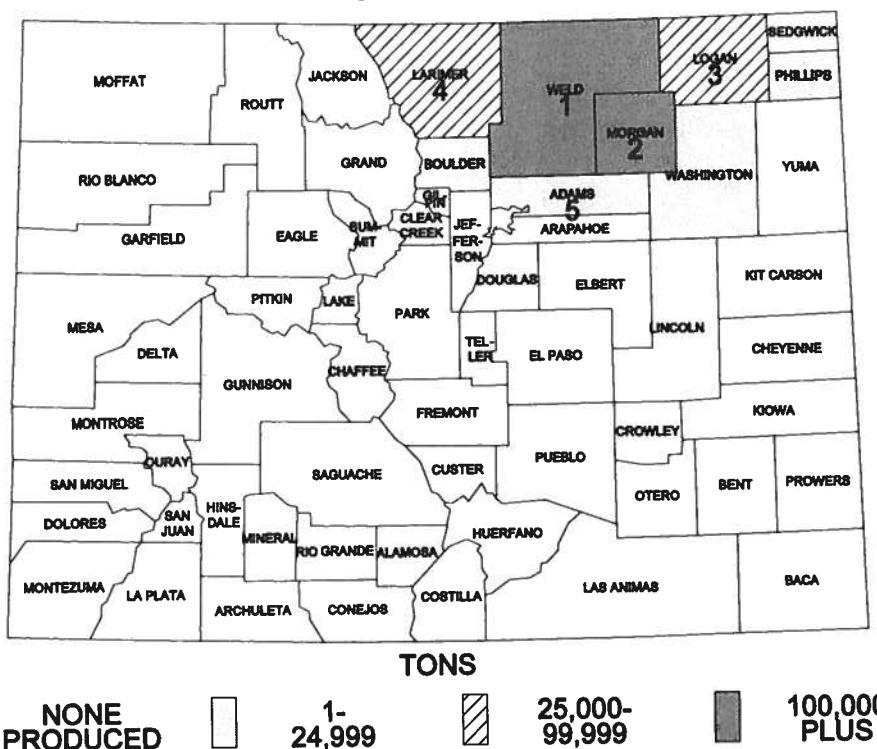 SEDGWICK
LARIMER
4
LOGAN
3
JACKSON
MOFFAT
ROUTT
WELD
1
PHILLIPS
MORGAN
2
GRAND
BOULDER
WASHINGTON
YUMA
RIO BLANCO
GIL-
PIN
ADAMS
5
CLEAR
CREEK
JEF-
FER-
SON
ARAPAHOE
GARFIELD
EAGLE
SUM-
MIT
DOUGLAS
ELBERT
KIT CARSON
PITKIN
LAKE
PARK
MESA
LINCOLN
DELTA
TEL-
LER
EL PASO
CHEYENNE
GUNNISON
CHAFFEE
MONTROSE
FREMONT
KIOWA
CROWLEY
OURAY
SAGUACHE
CUSTER
PUEBLO
SAN MIGUEL
OTERO
BENT
PROWERS
HINS-
DALE
DOLORES
SAN
JUAN
MINERAL
RIO GRANDE
ALAMOSA
HUERFANO
MONTEZUMA
LA PLATA
ARCHULETA
CONEJOS
COSTILLA
LAS ANIMAS
BACA
TONS
NONE
PRODUCED
1-
24,999
25,000-
99,999
100,000
PLUS